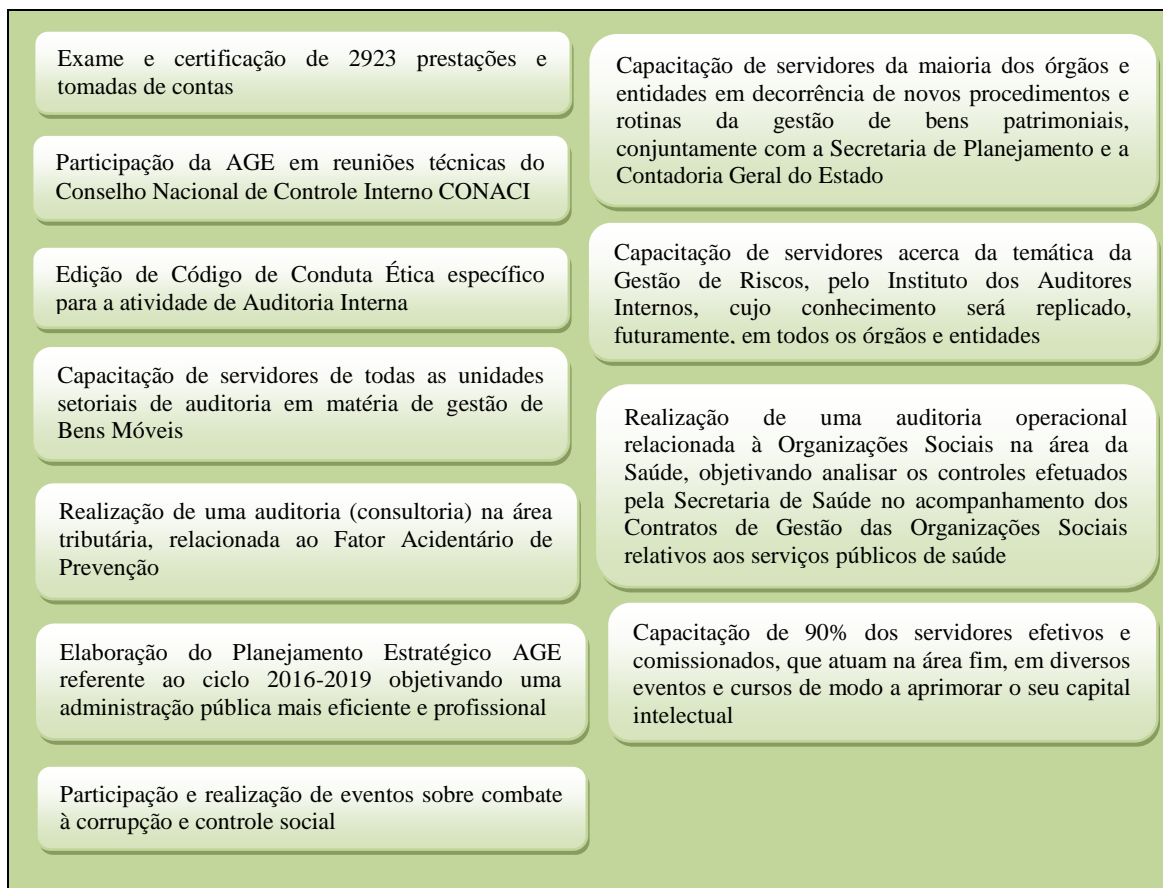 Exame e certificação de 2923 prestações e
tomadas de contas
Participação da AGE em reuniões técnicas do
Conselho Nacional de Controle Interno CONACI
Edição de Código de Conduta Ética específico
para a atividade de Auditoria Interna
Capacitação de servidores de todas as unidades
setoriais de auditoria em matéria de gestão de
Bens Móveis
Realização de uma auditoria (consultoria) na área
tributária, relacionada ao Fator Acidentário de
Prevenção
Elaboração do Planejamento Estratégico AGE
referente ao ciclo 2016-2019 objetivando uma
administração pública mais eficiente e profissional
Participação e realização de eventos sobre combate
à corrupção e controle social
Capacitação de servidores da maioria dos órgãos e
entidades em decorrência de novos procedimentos e
rotinas da gestão de bens patrimoniais,
conjuntamente com a Secretaria de Planejamento e a
Contadoria Geral do Estado
Capacitação de servidores acerca da temática da
Gestão de Riscos, pelo Instituto dos Auditores
Internos, cujo conhecimento será replicado,
futuramente, em todos os órgãos e entidades
Realização de uma auditoria operacional
relacionada à Organizações Sociais na área da
Saúde, objetivando analisar os controles efetuados
pela Secretaria de Saúde no acompanhamento dos
Contratos de Gestão das Organizações Sociais
relativos aos serviços públicos de saúde
Capacitação de 90% dos servidores efetivos e
comissionados, que atuam na área fim, em diversos
eventos e cursos de modo a aprimorar o seu capital
intelectual